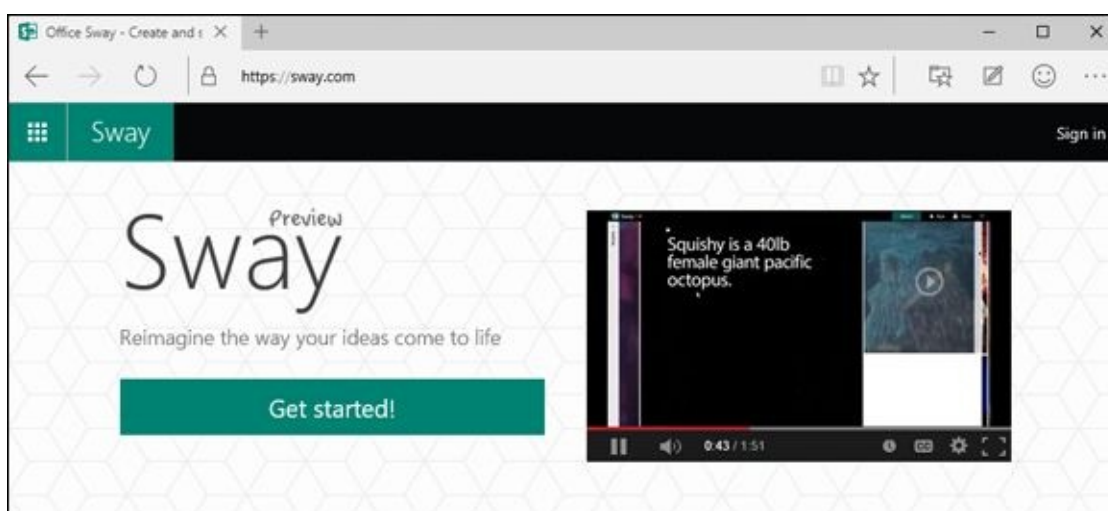 Office Sway - Create and s
https://sway.com
Sway
Sign in
Preview
Sway
Reimagine the way your ideas come to life
Get started!
Squishy is a 40lb
female giant pacific
octopus.
0:43 / 1:51
CC